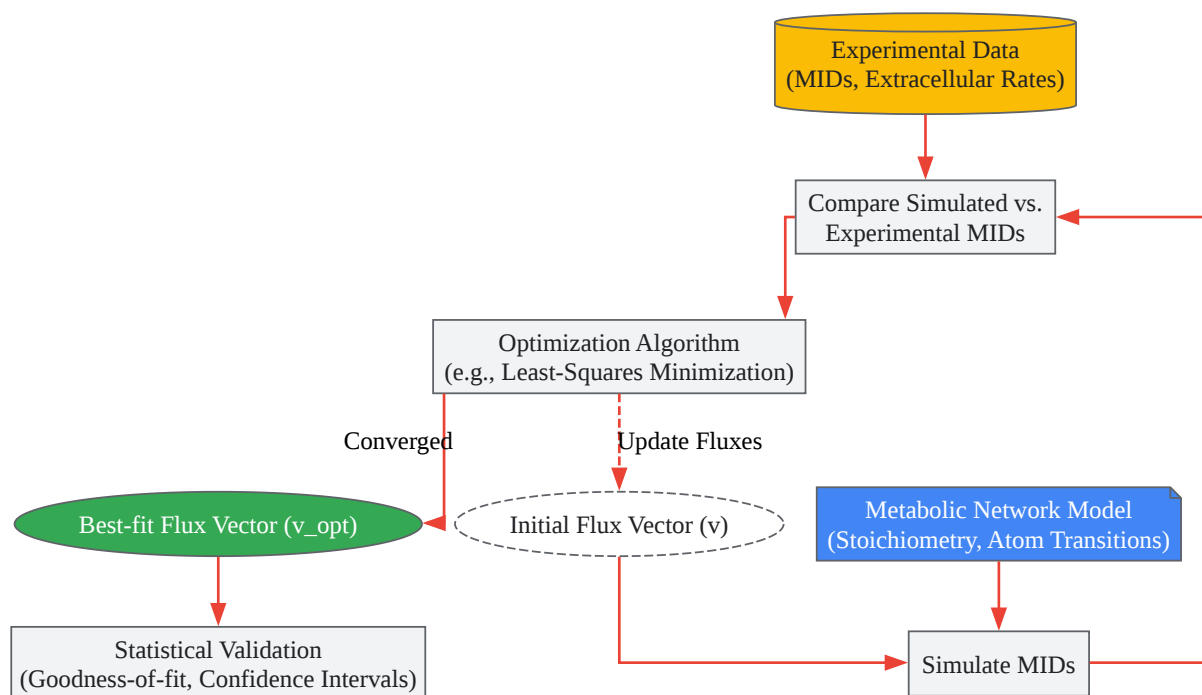 Experimental Data
(MIDs, Extracellular Rates)
Compare Simulated vs.
Experimental MIDs
Optimization Algorithm
(e.g., Least-Squares Minimization)
Converged
Update Fluxes
Best-fit Flux Vector (v_opt)
Initial Flux Vector (v)
Metabolic Network Model
(Stoichiometry, Atom Transitions)
Statistical Validation
(Goodness-of-fit, Confidence Intervals)
Simulate MIDs